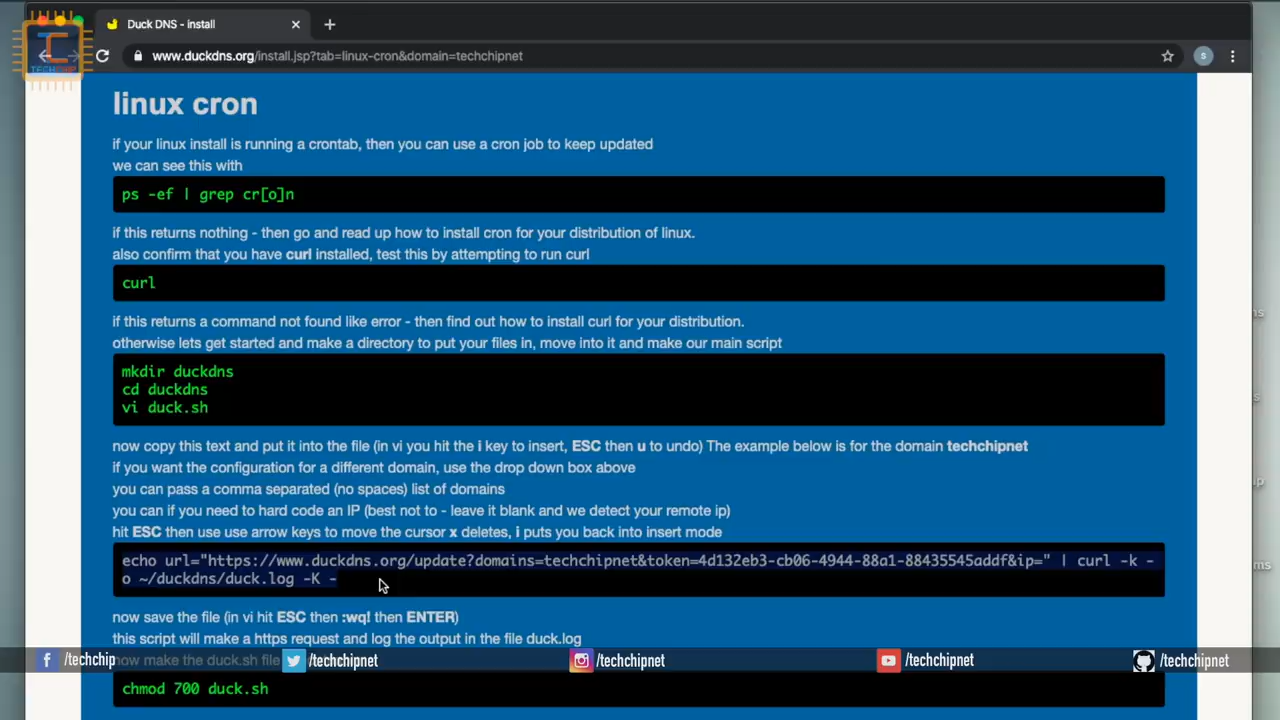 Duck DNS - install
www.duckdns.org/install.jsp?tab=linux-cron&domain=techchipnet
S
TECHCHIP
linux cron
if your linux install is running a crontab, then you can use a cron job to keep updated
we can see this with
ps -ef | grep cr[o]n
if this returns nothing - then go and read up how to install cron for your distribution of linux.
also confirm that you have curl installed, test this by attempting to run curl
curl
if this returns a command not found like error - then find out how to install curl for your distribution.
otherwise lets get started and make a directory to put your files in, move into it and make our main script
mkdir duckdns
cd duckdns
vi duck.sh
now copy this text and put it into the file (in vi you hit the i key to insert, ESC then u to undo) The example below is for the domain techchipnet
if you want the configuration for a different domain, use the drop down box above
you can pass a comma separated (no spaces) list of domains
you can if you need to hard code an IP (best not to - leave it blank and we detect your remote ip)
hit ESC then use use arrow keys to move the cursor x deletes, i puts you back into insert mode
echo url="https://www.duckdns.org/update?domains=techchipnet&token=4d132eb3-cb06-4944-88a1-88435545addf&ip=" | curl -k -
o ~/duckdns/duck.log -K -
now save the file (in vi hit ESC then :wq! then ENTER)
this script will make a https request and log the output in the file duck.log
now make the duck.sh file
/techchip /techchipnet /techchipnet /techchipnet /techchipnet
chmod 700 duck.sh